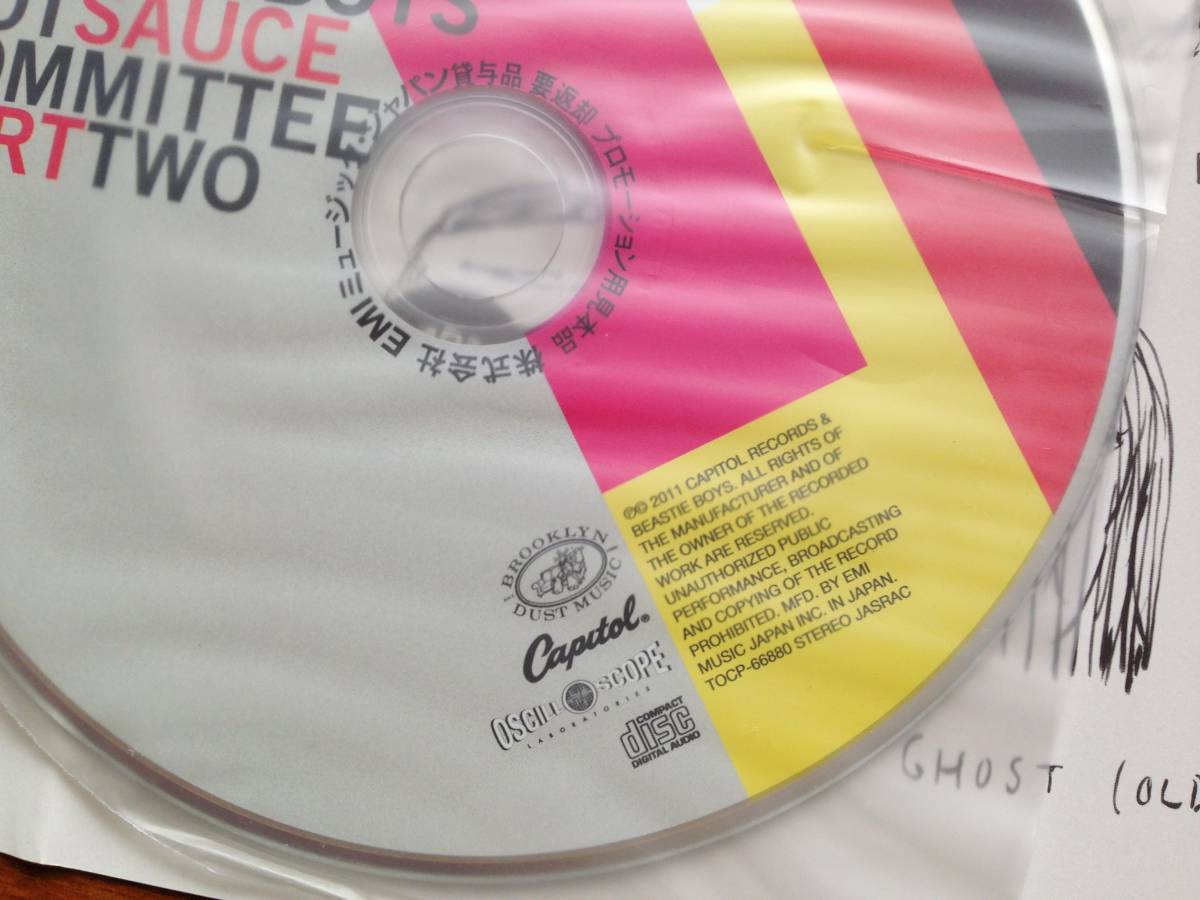 SAUCE
COMMITTEE
PART TWO
株式会社 EMIミュージック・ジャパン貸与品 要返却 プロモーション用見本品
℗© 2011 CAPITOL RECORDS &
BEASTIE BOYS. ALL RIGHTS OF
THE MANUFACTURER AND OF
THE OWNER OF THE RECORDED
WORK ARE RESERVED.
UNAUTHORIZED PUBLIC
PERFORMANCE, BROADCASTING
AND COPYING OF THE RECORD
PROHIBITED. MFD. BY EMI
MUSIC JAPAN INC. IN JAPAN.
TOCP-66880 STEREO JASRAC
BROOKLYN
DUST MUSIC
Capitol®
OSCILLOSCOPE
LABORATORIES
COMPACT
disc
DIGITAL AUDIO
GHOST (OLD